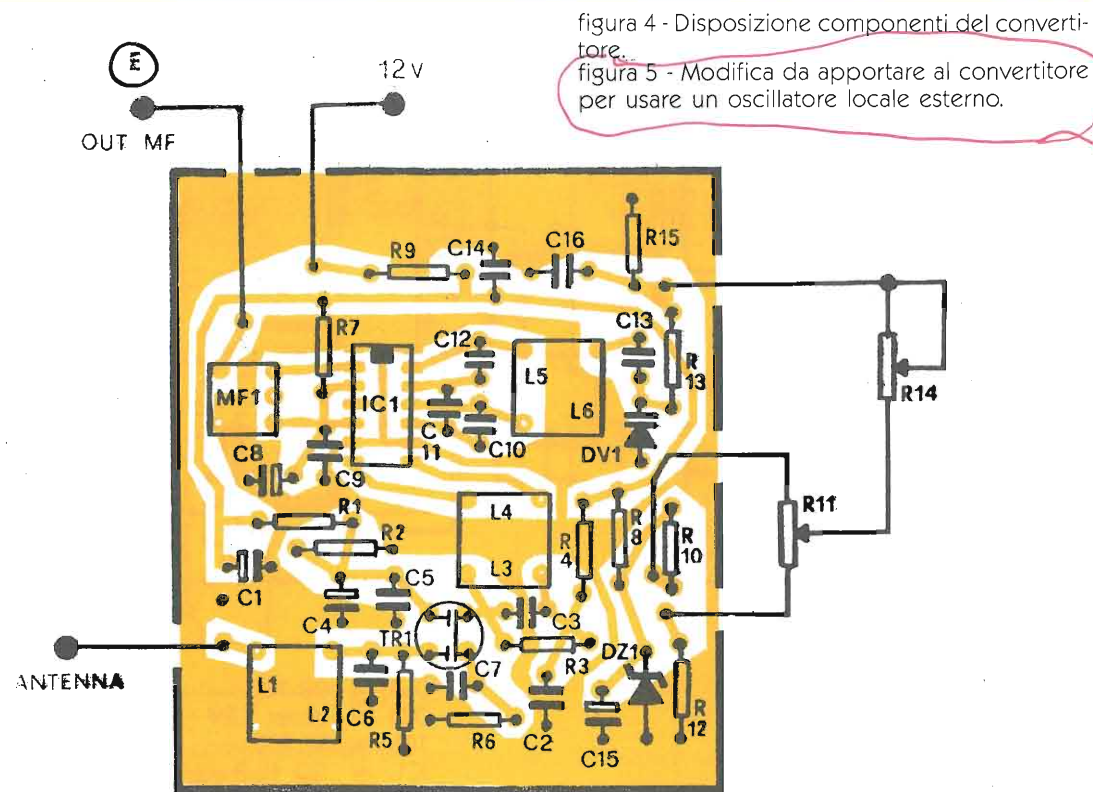 figura 4 - Disposizione componenti del converti-
tore.
figura 5 - Modifica da apportare al convertitore
per usare un oscillatore locale esterno.
E
12 V
OUT MF
R9
C14
C16
R15
R7
C12
C13
R
13
MF1
IC1
L5
L6
R14
C
11
C10
DV1
C8
C9
R11
R1
R2
L4
R
4
R
8
R
10
L3
C1
C5
C4
TR1
C3
C7
R3
DZ1
ANTENNA
L1
L2
C6
R5
R6
C2
C15
R
12